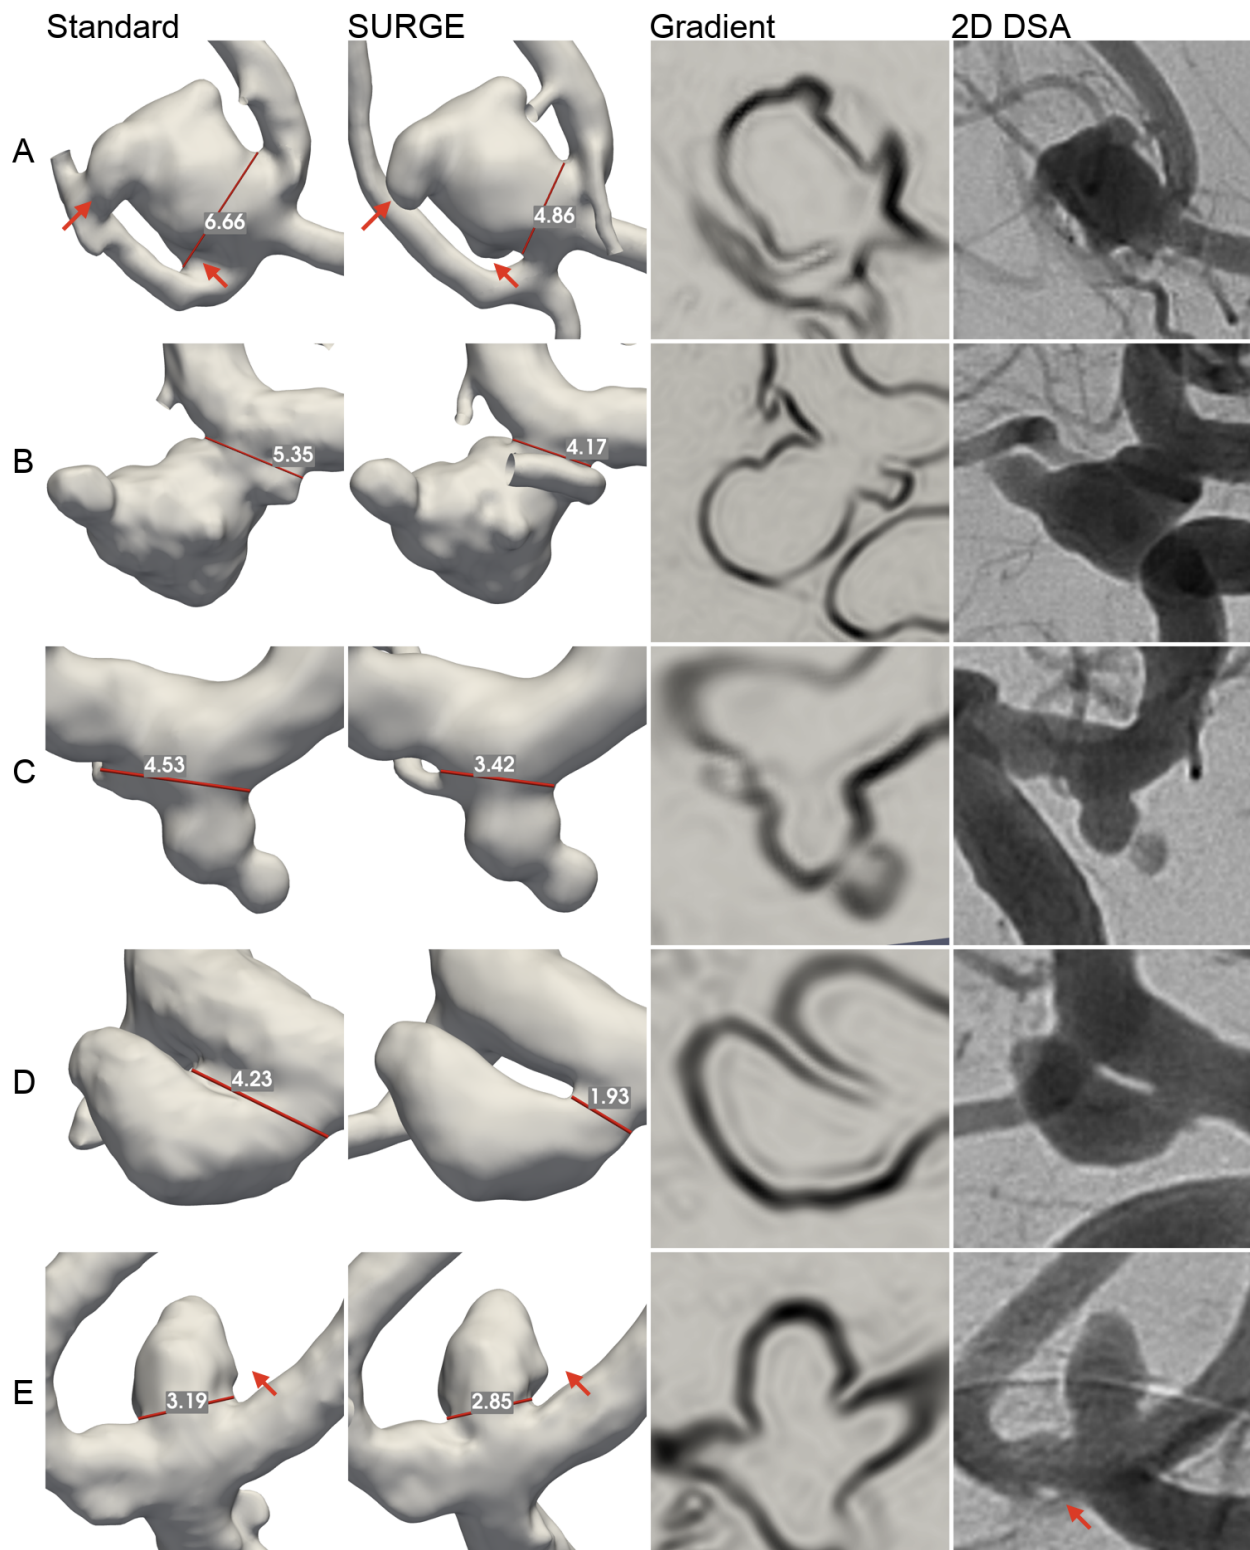 Standard SURGE Gradient 2D DSA
A
6.66 4.86
B
5.35 4.17
C
4.53 3.42
D
4.23 1.93
E
3.19 2.85